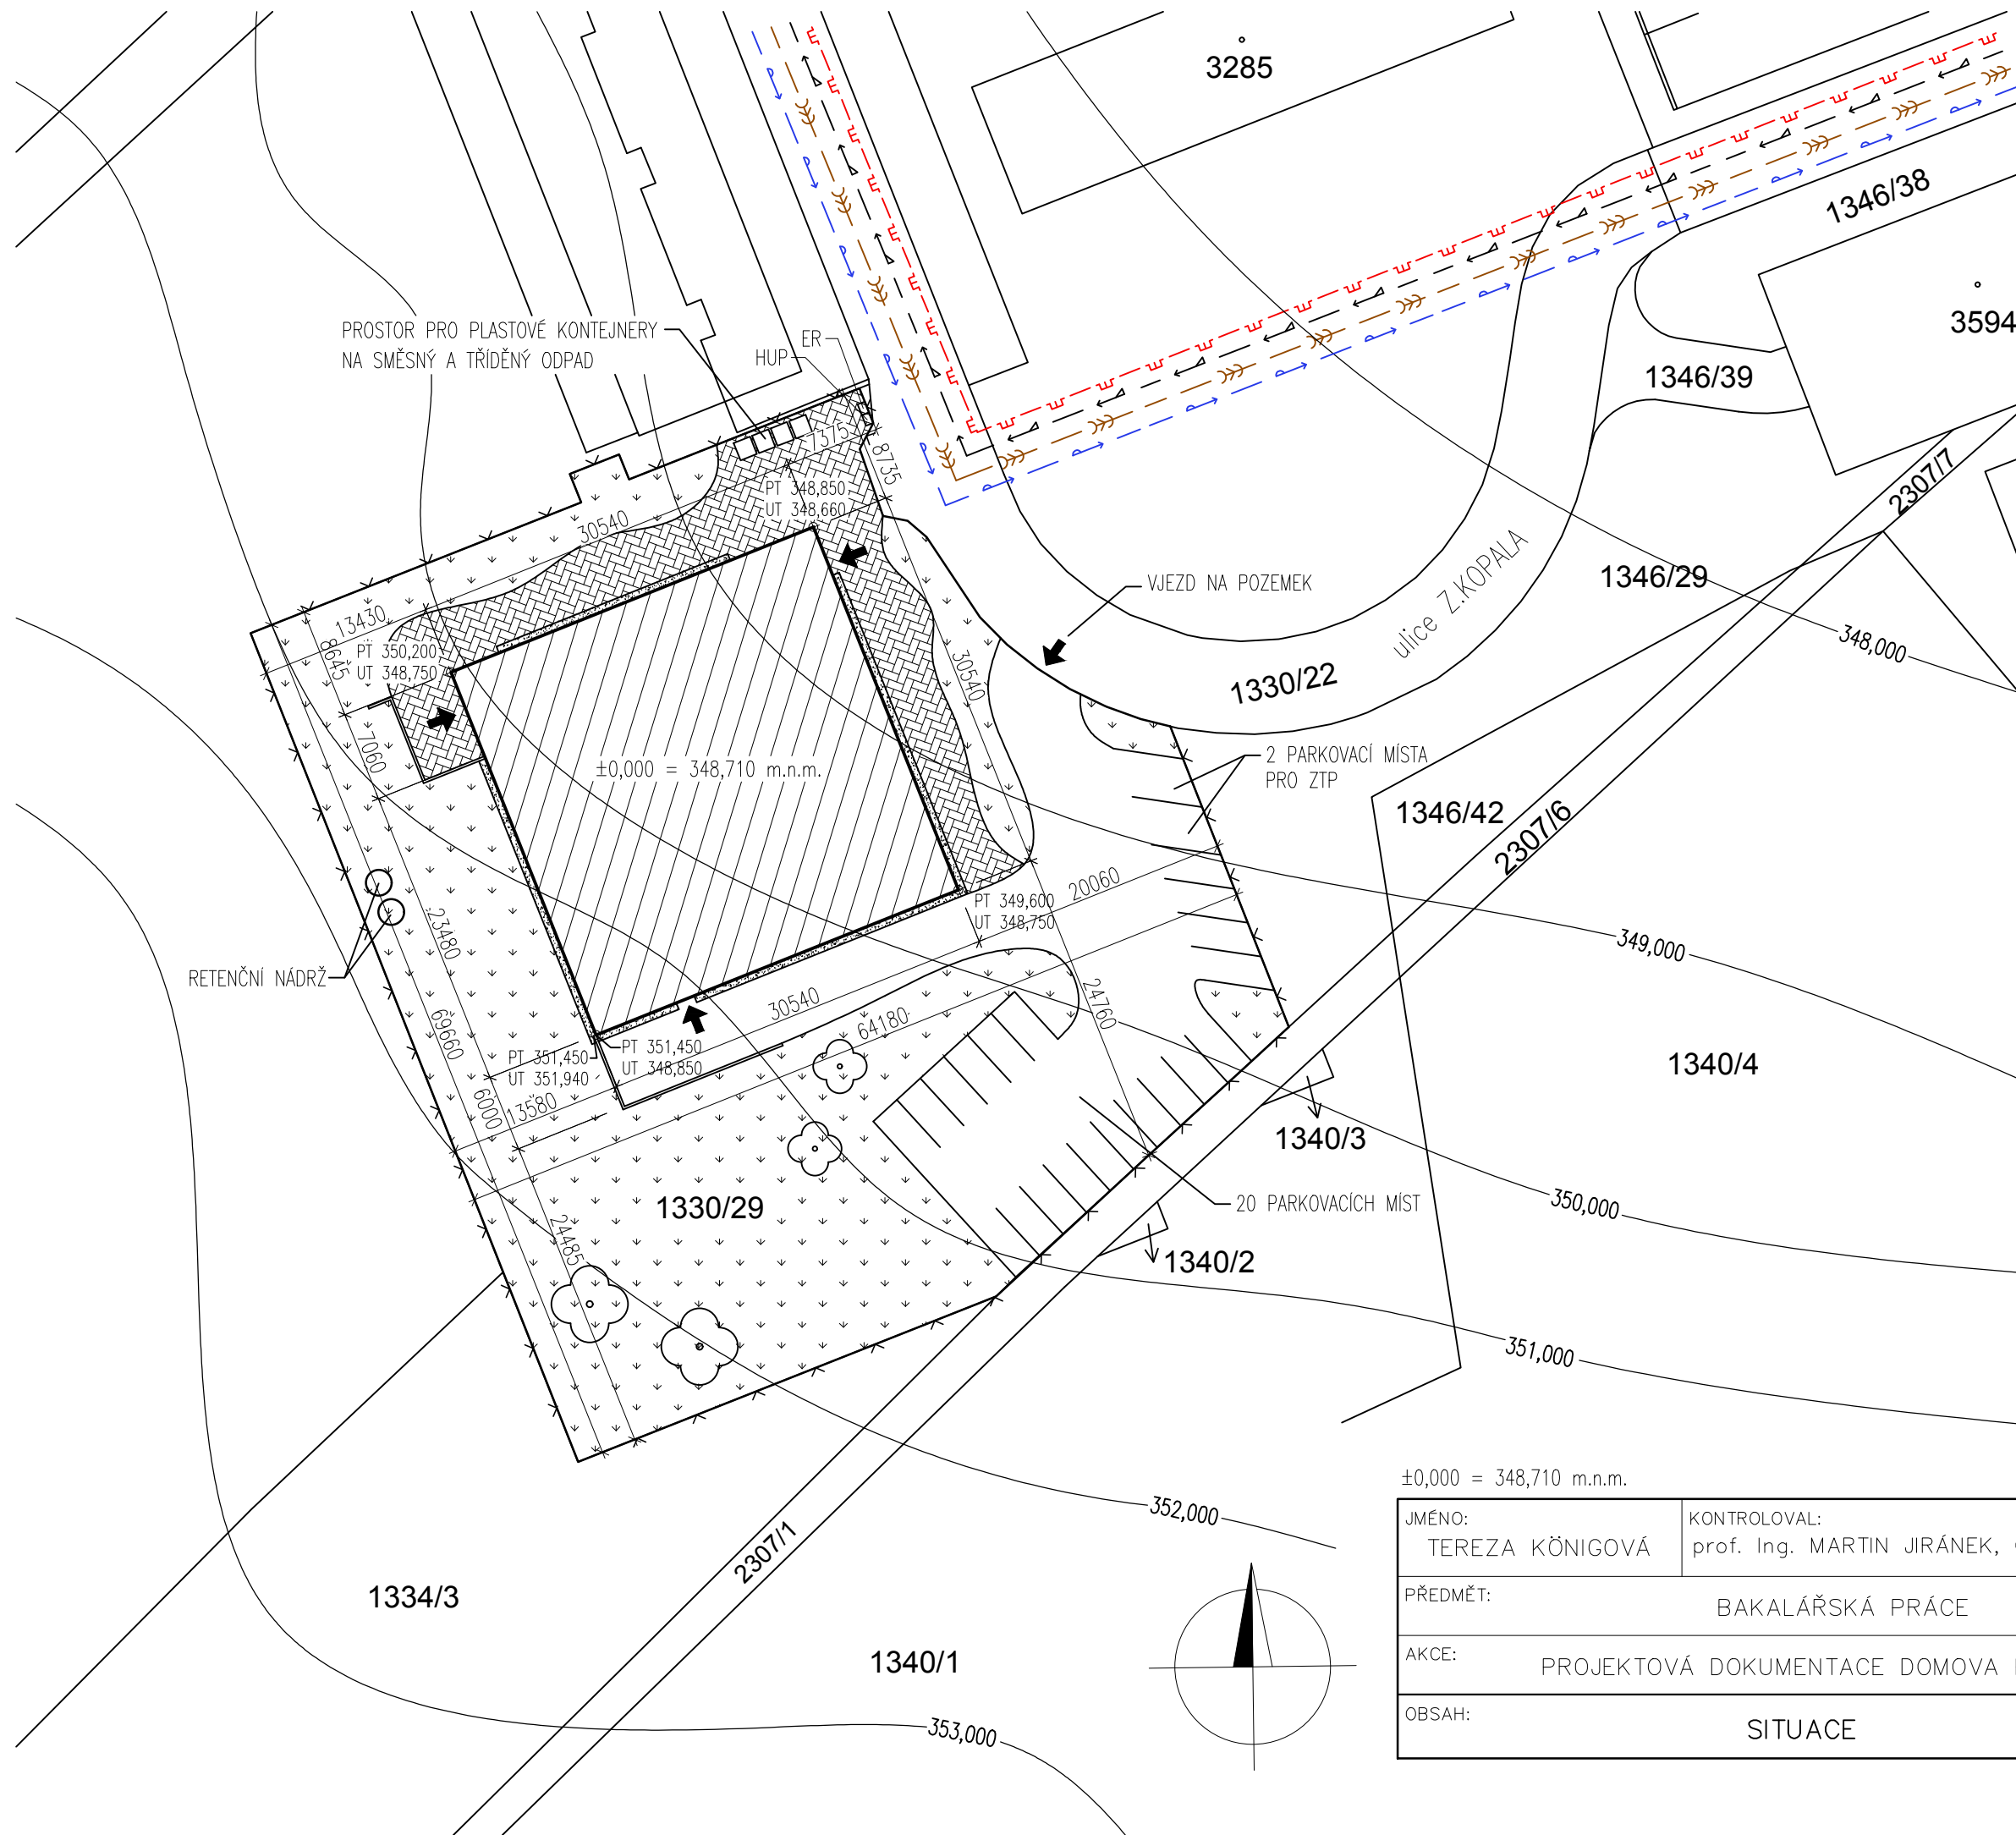 3285
1346/38
3594
PROSTOR PRO PLASTOVÉ KONTEJNERY
NA SMĚSNÝ A TŘÍDĚNÝ ODPAD
ER
HUP
1346/39
7375
8735
2307/7
PT 348,850
UT 348,660
30540
ulice Z.KOPALA
1346/29
VJEZD NA POZEMEK
13430
8645
PT 350,200
UT 348,750
348,000
30540
1330/22
7060
±0,000 = 348,710 m.n.m.
2 PARKOVACÍ MÍSTA
PRO ZTP
1346/42
2307/6
20060
PT 349,600
UT 348,750
23480
349,000
RETENČNÍ NÁDRŽ
30540
24760
64180
69660
PT 351,450
UT 351,940
PT 351,450
UT 348,850
1340/4
6000
13580
1340/3
1330/29
20 PARKOVACÍCH MÍST
350,000
24485
1340/2
351,000
±0,000 = 348,710 m.n.m.
352,000
2307/1
JMÉNO:
TEREZA KÖNIGOVÁ
KONTROLOVAL:
prof. Ing. MARTIN JIRÁNEK,
1334/3
PŘEDMĚT:
BAKALÁŘSKÁ PRÁCE
1340/1
AKCE:
PROJEKTOVÁ DOKUMENTACE DOMOVA
353,000
OBSAH:
SITUACE